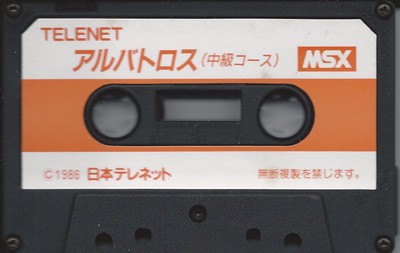 TELENET
アルバトロス(中級コース)
MSX
©1986 日本テレネット
無断複製を禁じます。